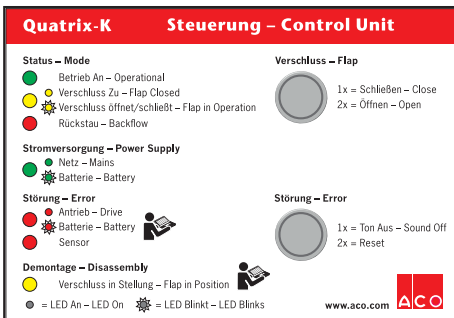 Quatrix-K Steuerung – Control Unit
Status – Mode
Betrieb An – Operational
Verschluss Zu – Flap Closed
Verschluss öffnet/schließt – Flap in Operation
Rückstau – Backflow
Verschluss – Flap
1x = Schließen – Close
2x = Öffnen – Open
Stromversorgung – Power Supply
Netz – Mains
Batterie – Battery
Störung – Error
Antrieb – Drive
Batterie – Battery
Sensor
Störung – Error
1x = Ton Aus – Sound Off
2x = Reset
Demontage – Disassembly
Verschluss in Stellung – Flap in Position
= LED An – LED On = LED Blinkt – LED Blinks
www.aco.com ACO